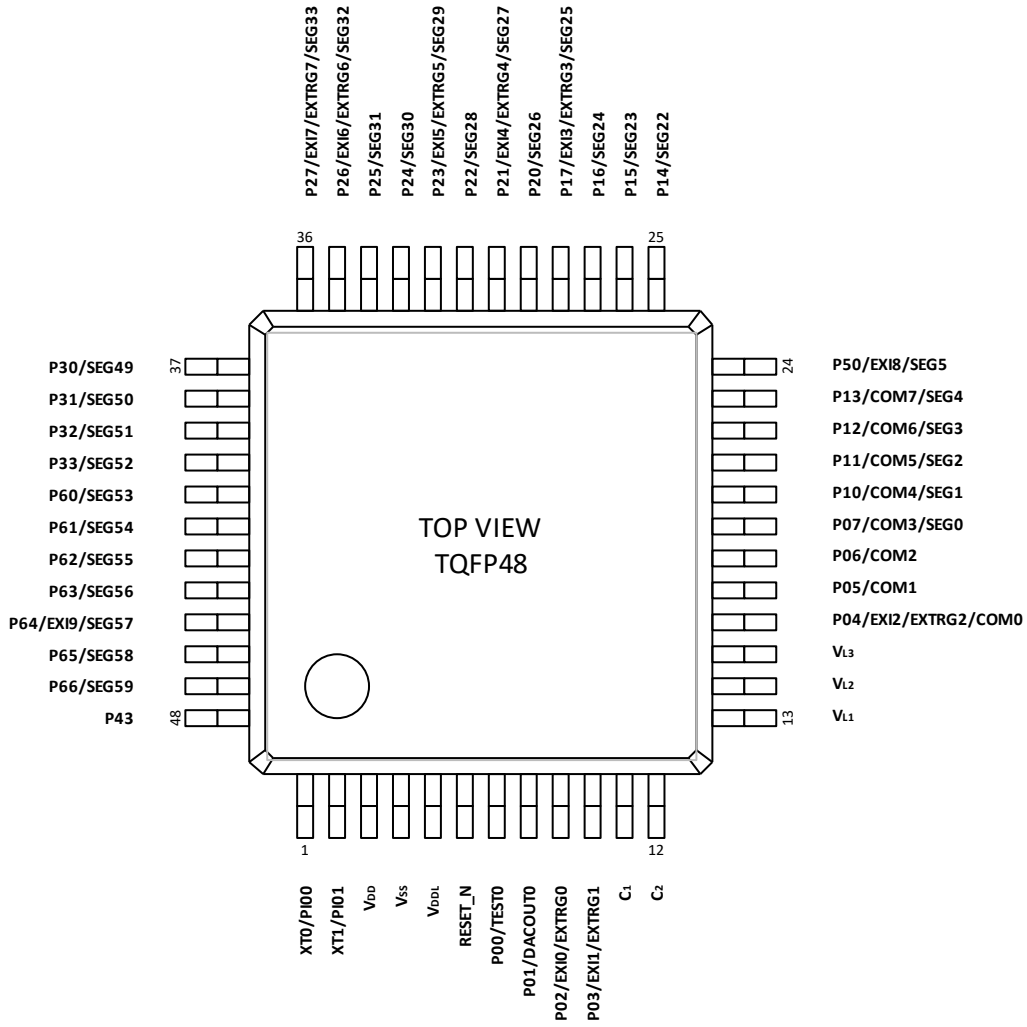 P27/EXI7/EXTRG7/SEG33
P26/EXI6/EXTRG6/SEG32
P25/SEG31
P24/SEG30
P23/EXI5/EXTRG5/SEG29
P22/SEG28
P21/EXI4/EXTRG4/SEG27
P20/SEG26
P17/EXI3/EXTRG3/SEG25
P16/SEG24
P15/SEG23
P14/SEG22
36
25
P30/SEG49
P31/SEG50
P32/SEG51
P33/SEG52
P60/SEG53
P61/SEG54
P62/SEG55
P63/SEG56
P64/EXI9/SEG57
P65/SEG58
P66/SEG59
P43
37
48
TOP VIEW
TQFP48
24
13
P50/EXI8/SEG5
P13/COM7/SEG4
P12/COM6/SEG3
P11/COM5/SEG2
P10/COM4/SEG1
P07/COM3/SEG0
P06/COM2
P05/COM1
P04/EXI2/EXTRG2/COM0
VL3
VL2
VL1
1
12
XT0/PI00
XT1/PI01
VDD
VSS
VDDL
RESET_N
P00/TEST0
P01/DACOUT0
P02/EXI0/EXTRG0
P03/EXI1/EXTRG1
C1
C2